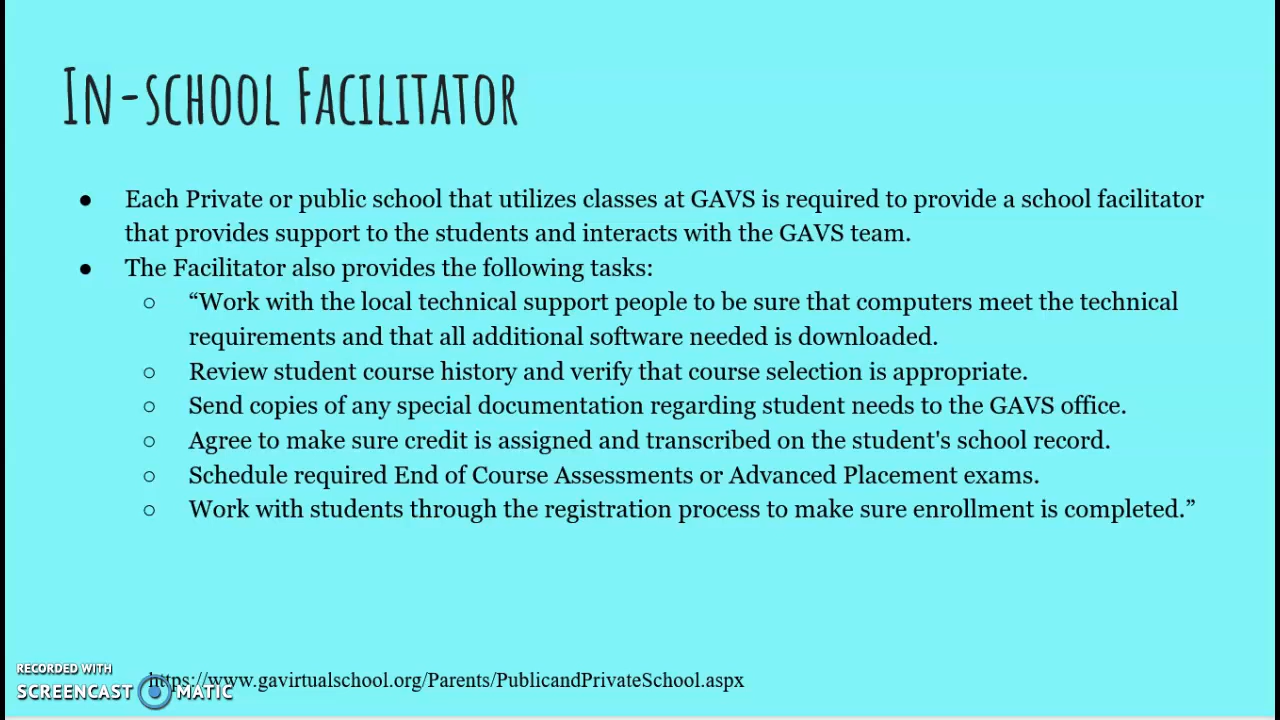 In-school Facilitator
● Each Private or public school that utilizes classes at GAVS is required to provide a school facilitator
that provides support to the students and interacts with the GAVS team.
● The Facilitator also provides the following tasks:
○ “Work with the local technical support people to be sure that computers meet the technical
requirements and that all additional software needed is downloaded.
○ Review student course history and verify that course selection is appropriate.
○ Send copies of any special documentation regarding student needs to the GAVS office.
○ Agree to make sure credit is assigned and transcribed on the student's school record.
○ Schedule required End of Course Assessments or Advanced Placement exams.
○ Work with students through the registration process to make sure enrollment is completed.”
https://www.gavirtualschool.org/Parents/PublicandPrivateSchool.aspx
RECORDED WITH
SCREENCAST MATIC